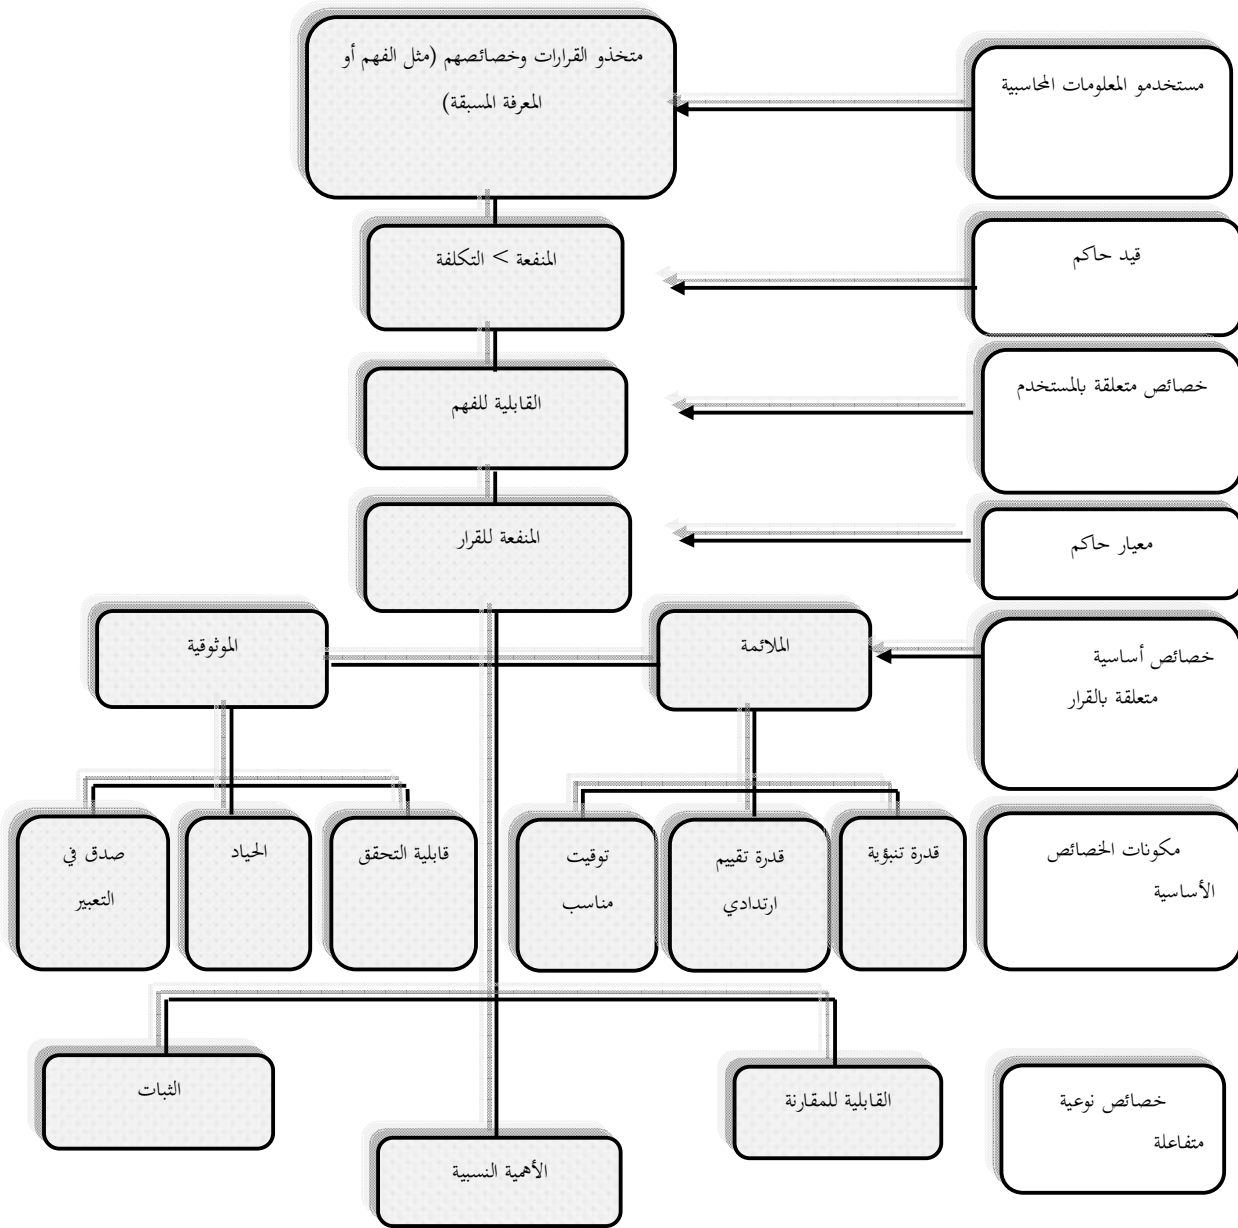 مستخدمو المعلومات المحاسبية
متخذو القرارات وخصائصهم (مثل الفهم أو
المعرفة المسبقة)
قيد حاكم
المنفعة > التكلفة
خصائص متعلقة بالمستخدم
القابلية للفهم
معيار حاكم
المنفعة للقرار
خصائص أساسية
متعلقة بالقرار
الملائمة
الموثوقية
مكونات الخصائص
الأساسية
قدرة تنبؤية
قدرة تقييم
ارتدادي
توقيت
مناسب
قابلية التحقق
الحياد
صدق في
التعبير
خصائص نوعية
متفاعلة
القابلية للمقارنة
الثبات
الأهمية النسبية